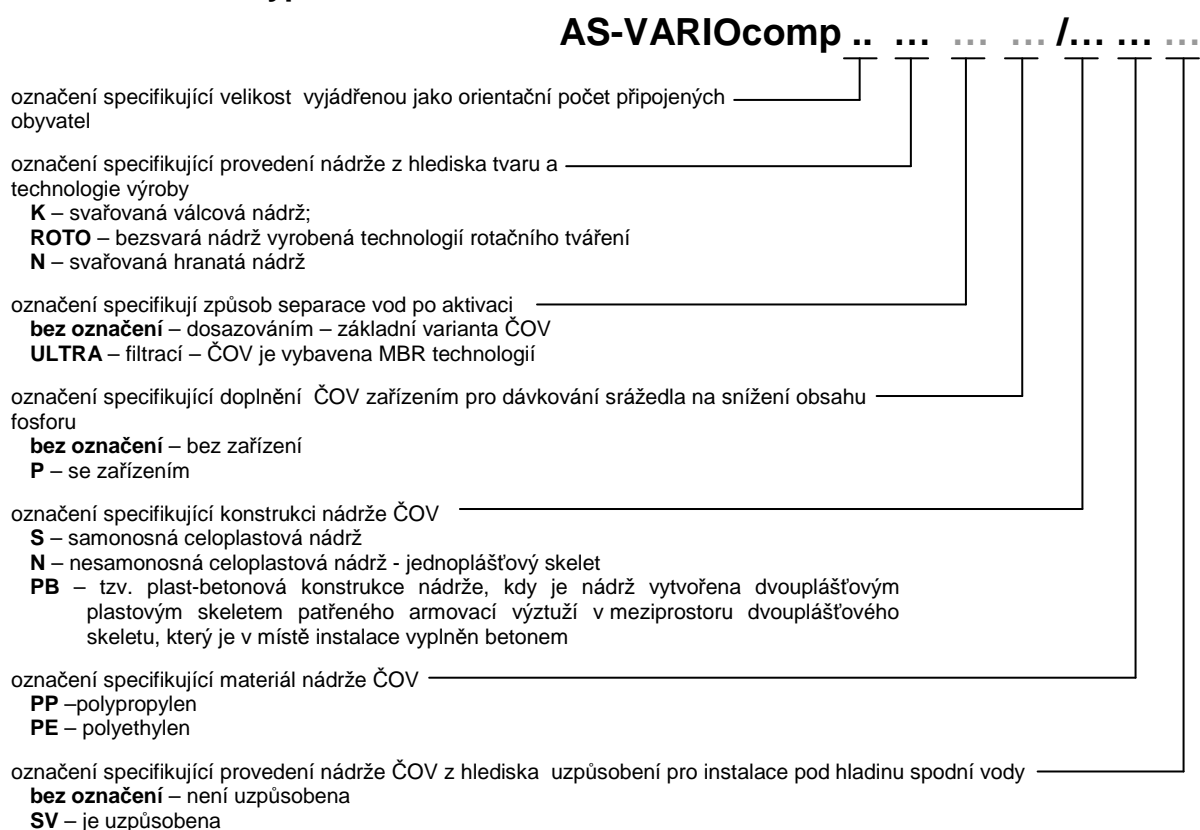 AS-VARIOcomp .. … … … /… … …
označení specifikující velikost vyjádřenou jako orientační počet připojených
obyvatel
označení specifikující provedení nádrže z hlediska tvaru a
technologie výroby
K – svařovaná válcová nádrž;
ROTO – bezsvará nádrž vyrobená technologií rotačního tváření
N – svařovaná hranatá nádrž
označení specifikují způsob separace vod po aktivaci
bez označení – dosazováním – základní varianta ČOV
ULTRA – filtrací – ČOV je vybavena MBR technologií
označení specifikující doplnění ČOV zařízením pro dávkování srážedla na snížení obsahu
fosforu
bez označení – bez zařízení
P – se zařízením
označení specifikující konstrukci nádrže ČOV
S – samonosná celoplastová nádrž
N – nesamonosná celoplastová nádrž - jednoplášťový skelet
PB – tzv. plast-betonová konstrukce nádrže, kdy je nádrž vytvořena dvouplášťovým
plastovým skeletem patřeného armovací výztuží v meziprostoru dvouplášťového
skeletu, který je v místě instalace vyplněn betonem
označení specifikující materiál nádrže ČOV
PP –polypropylen
PE – polyethylen
označení specifikující provedení nádrže ČOV z hlediska uzpůsobení pro instalace pod hladinu spodní vody
bez označení – není uzpůsobena
SV – je uzpůsobena